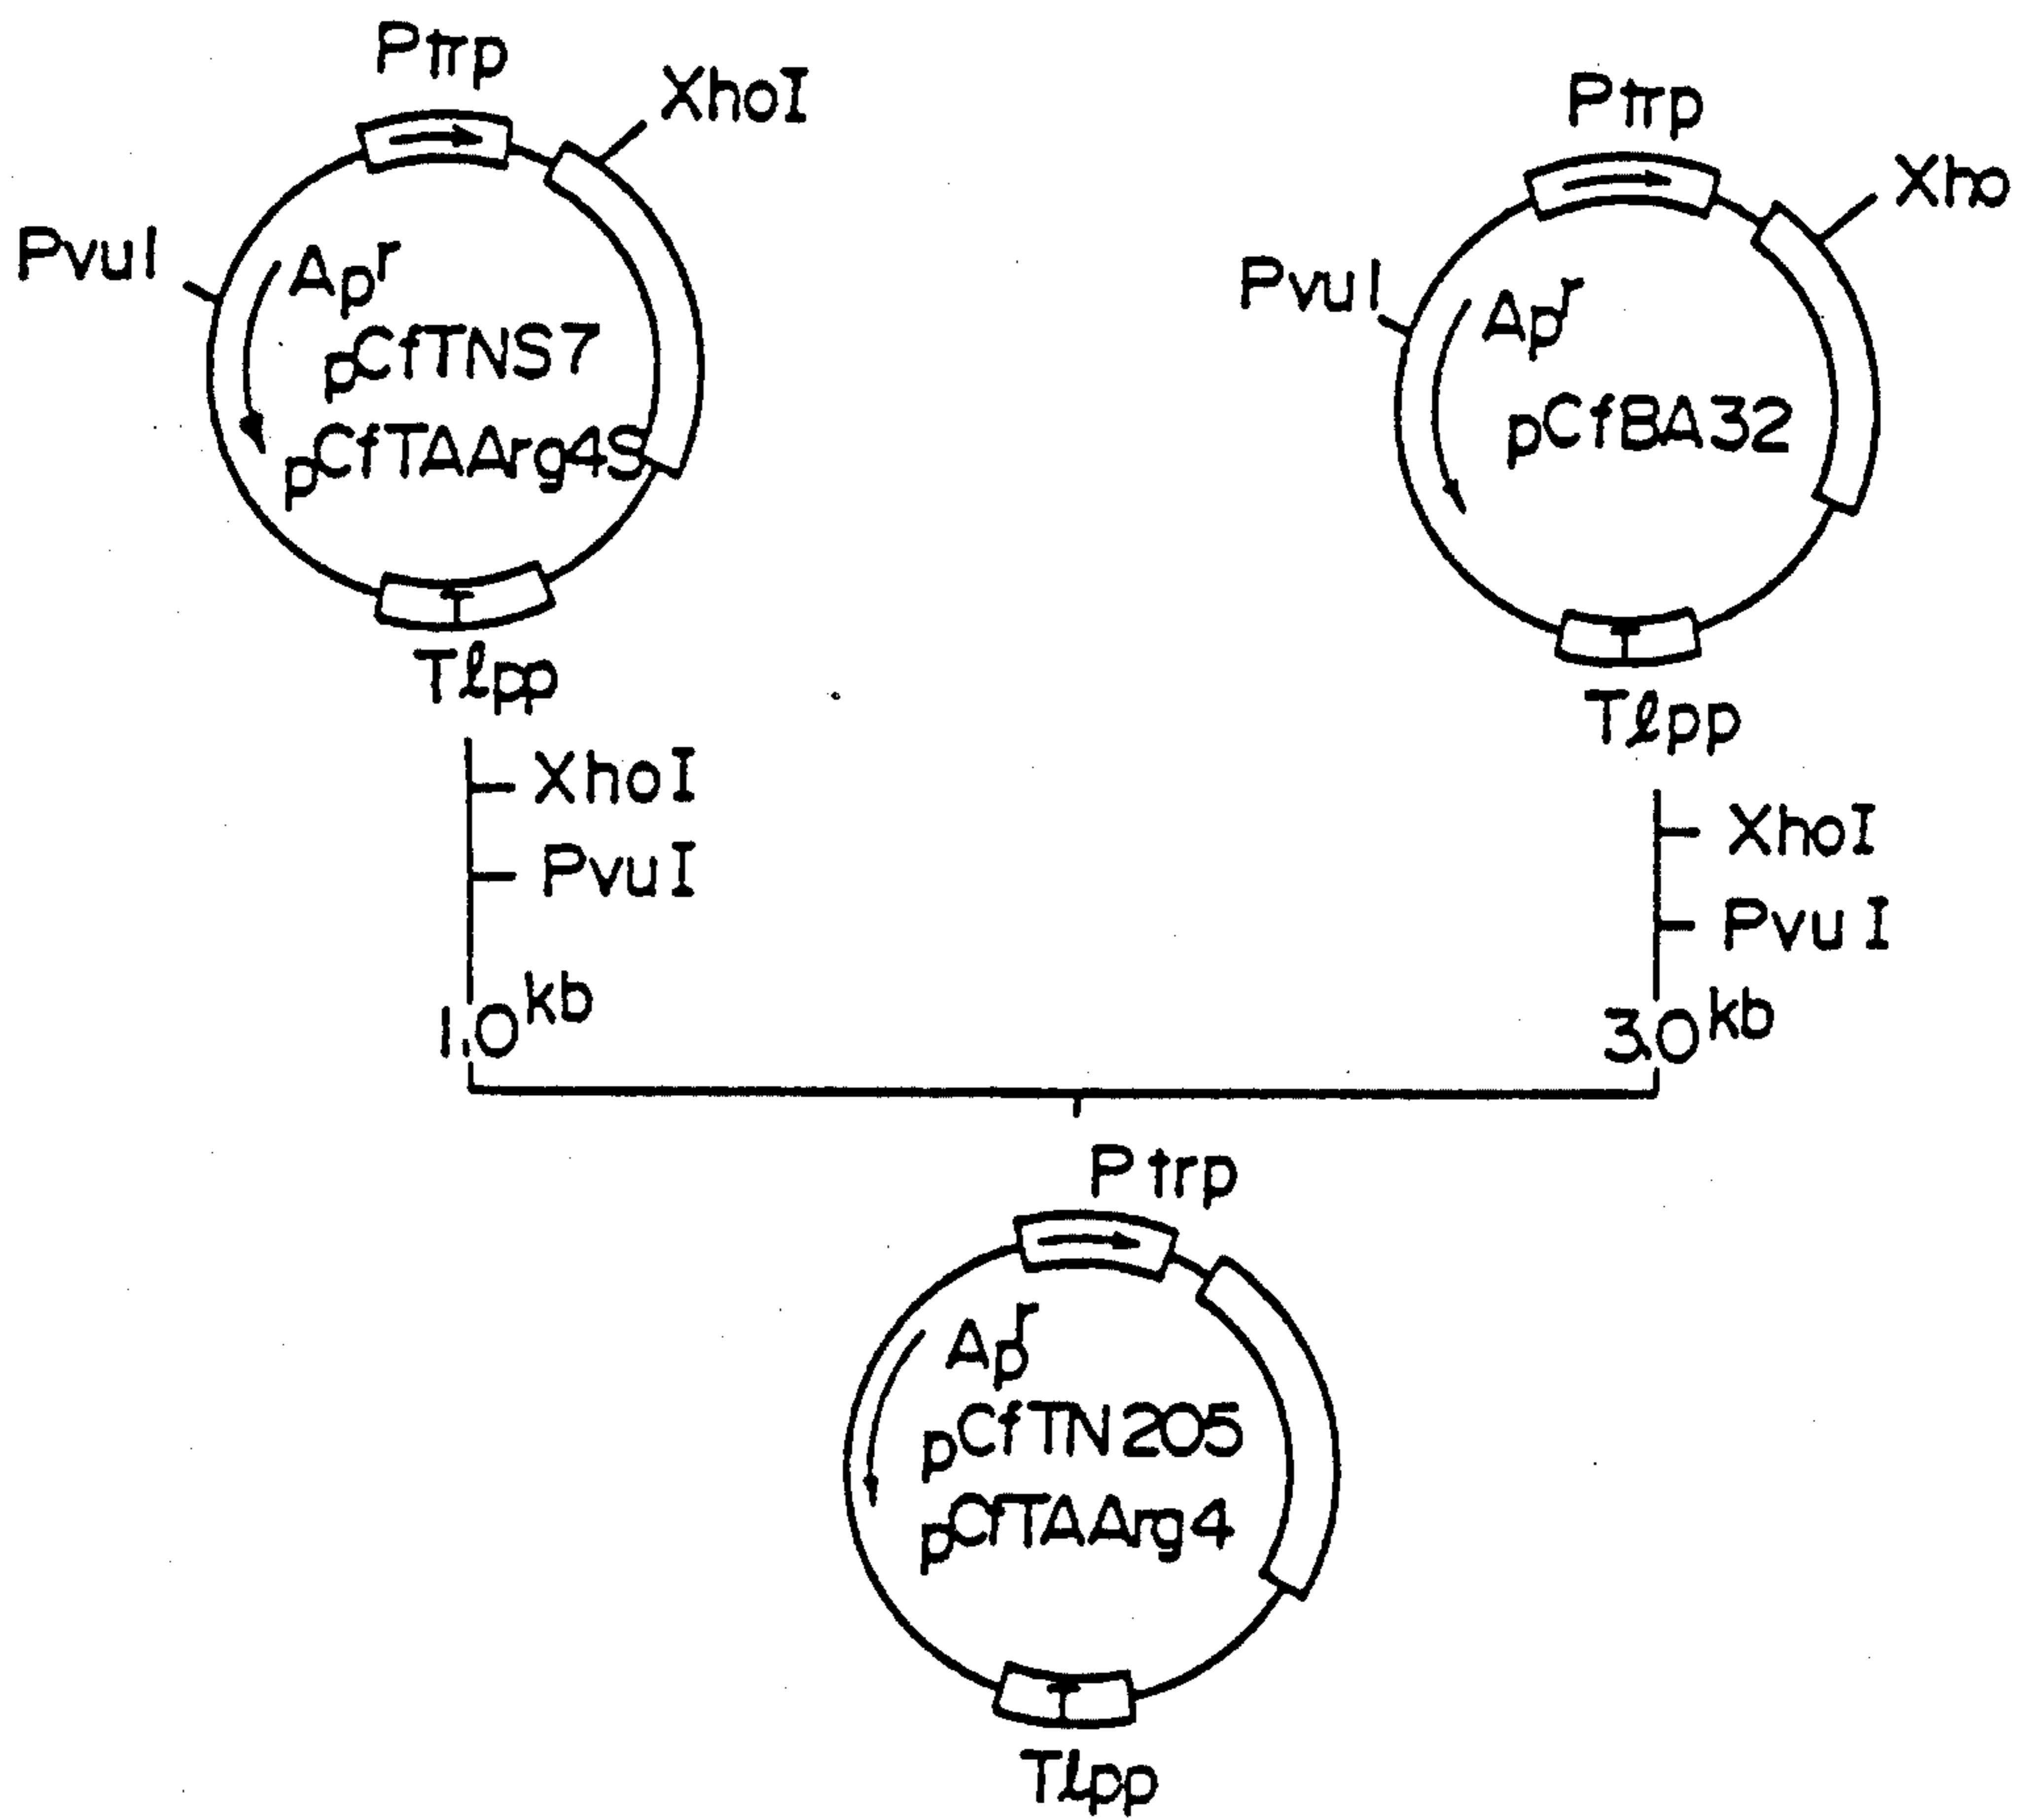 Ptrp
XhoI
PvuI
Apr
pCfTNS7
pCfTAArg4S
Tlpp
XhoI
PvuI
1.0kb
Ptrp
Xho
PvuI
Apr
pCfBA32
Tlpp
XhoI
PvuI
3.0kb
Ptrp
Apr
pCfTN205
pCfTAArg4
Tlpp